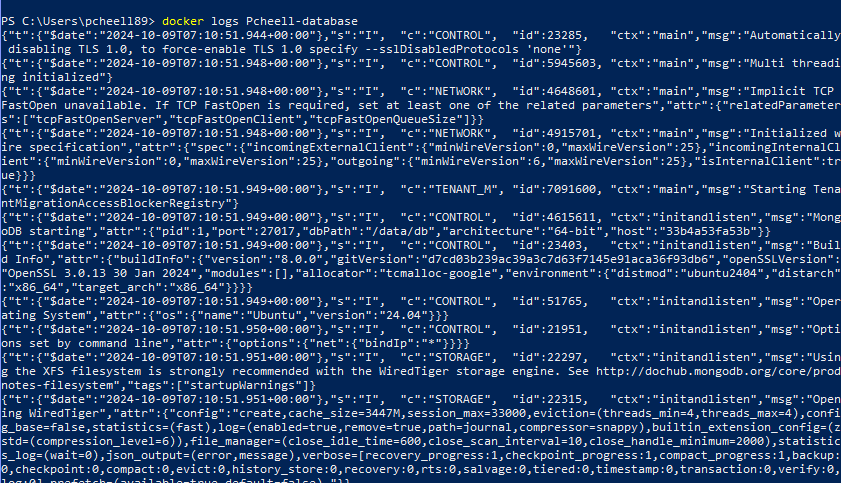 PS C:\Users\pcheell89> docker logs Pcheell-database
{"t":{"$date":"2024-10-09T07:10:51.944+00:00"},"s":"I",  "c":"CONTROL",  "id":23285,   "ctx":"main","msg":"Automatically
 disabling TLS 1.0, to force-enable TLS 1.0 specify --sslDisabledProtocols 'none'"}
{"t":{"$date":"2024-10-09T07:10:51.948+00:00"},"s":"I",  "c":"CONTROL",  "id":5945603, "ctx":"main","msg":"Multi threadi
ng initialized"}
{"t":{"$date":"2024-10-09T07:10:51.948+00:00"},"s":"I",  "c":"NETWORK",  "id":4648601, "ctx":"main","msg":"Implicit TCP
FastOpen unavailable. If TCP FastOpen is required, set at least one of the related parameters","attr":{"relatedParameter
s":["tcpFastOpenServer","tcpFastOpenClient","tcpFastOpenQueueSize"]}}
{"t":{"$date":"2024-10-09T07:10:51.948+00:00"},"s":"I",  "c":"NETWORK",  "id":4915701, "ctx":"main","msg":"Initialized w
ire specification","attr":{"spec":{"incomingExternalClient":{"minWireVersion":0,"maxWireVersion":25},"incomingInternalCl
ient":{"minWireVersion":0,"maxWireVersion":25},"outgoing":{"minWireVersion":6,"maxWireVersion":25},"isInternalClient":tr
ue}}}
{"t":{"$date":"2024-10-09T07:10:51.949+00:00"},"s":"I",  "c":"TENANT_M", "id":7091600, "ctx":"main","msg":"Starting Tena
ntMigrationAccessBlockerRegistry"}
{"t":{"$date":"2024-10-09T07:10:51.949+00:00"},"s":"I",  "c":"CONTROL",  "id":4615611, "ctx":"initandlisten","msg":"Mong
oDB starting","attr":{"pid":1,"port":27017,"dbPath":"/data/db","architecture":"64-bit","host":"33b4a53fa53b"}}
{"t":{"$date":"2024-10-09T07:10:51.949+00:00"},"s":"I",  "c":"CONTROL",  "id":23403,   "ctx":"initandlisten","msg":"Buil
d Info","attr":{"buildInfo":{"version":"8.0.0","gitVersion":"d7cd03b239ac39a3c7d63f7145e91aca36f93db6","openSSLVersion":
"OpenSSL 3.0.13 30 Jan 2024","modules":[],"allocator":"tcmalloc-google","environment":{"distmod":"ubuntu2404","distarch"
:"x86_64","target_arch":"x86_64"}}}}
{"t":{"$date":"2024-10-09T07:10:51.949+00:00"},"s":"I",  "c":"CONTROL",  "id":51765,   "ctx":"initandlisten","msg":"Oper
ating System","attr":{"os":{"name":"Ubuntu","version":"24.04"}}}
{"t":{"$date":"2024-10-09T07:10:51.950+00:00"},"s":"I",  "c":"CONTROL",  "id":21951,   "ctx":"initandlisten","msg":"Opti
ons set by command line","attr":{"options":{"net":{"bindIp":"*"}}}}
{"t":{"$date":"2024-10-09T07:10:51.951+00:00"},"s":"I",  "c":"STORAGE",  "id":22297,   "ctx":"initandlisten","msg":"Usin
g the XFS filesystem is strongly recommended with the WiredTiger storage engine. See http://dochub.mongodb.org/core/prod
notes-filesystem","tags":["startupWarnings"]}
{"t":{"$date":"2024-10-09T07:10:51.951+00:00"},"s":"I",  "c":"STORAGE",  "id":22315,   "ctx":"initandlisten","msg":"Open
ing WiredTiger","attr":{"config":"create,cache_size=3447M,session_max=33000,eviction=(threads_min=4,threads_max=4),confi
g_base=false,statistics=(fast),log=(enabled=true,remove=true,path=journal,compressor=snappy),builtin_extension_config=(z
std=(compression_level=6)),file_manager=(close_idle_time=600,close_scan_interval=10,close_handle_minimum=2000),statistic
s_log=(wait=0),json_output=(error,message),verbose=[recovery_progress:1,checkpoint_progress:1,compact_progress:1,backup:
0,checkpoint:0,compact:0,evict:0,history_store:0,recovery:0,rts:0,salvage:0,tiered:0,timestamp:0,transaction:0,verify:0,
log:0],prefetch=(available=true,default=false),"}}